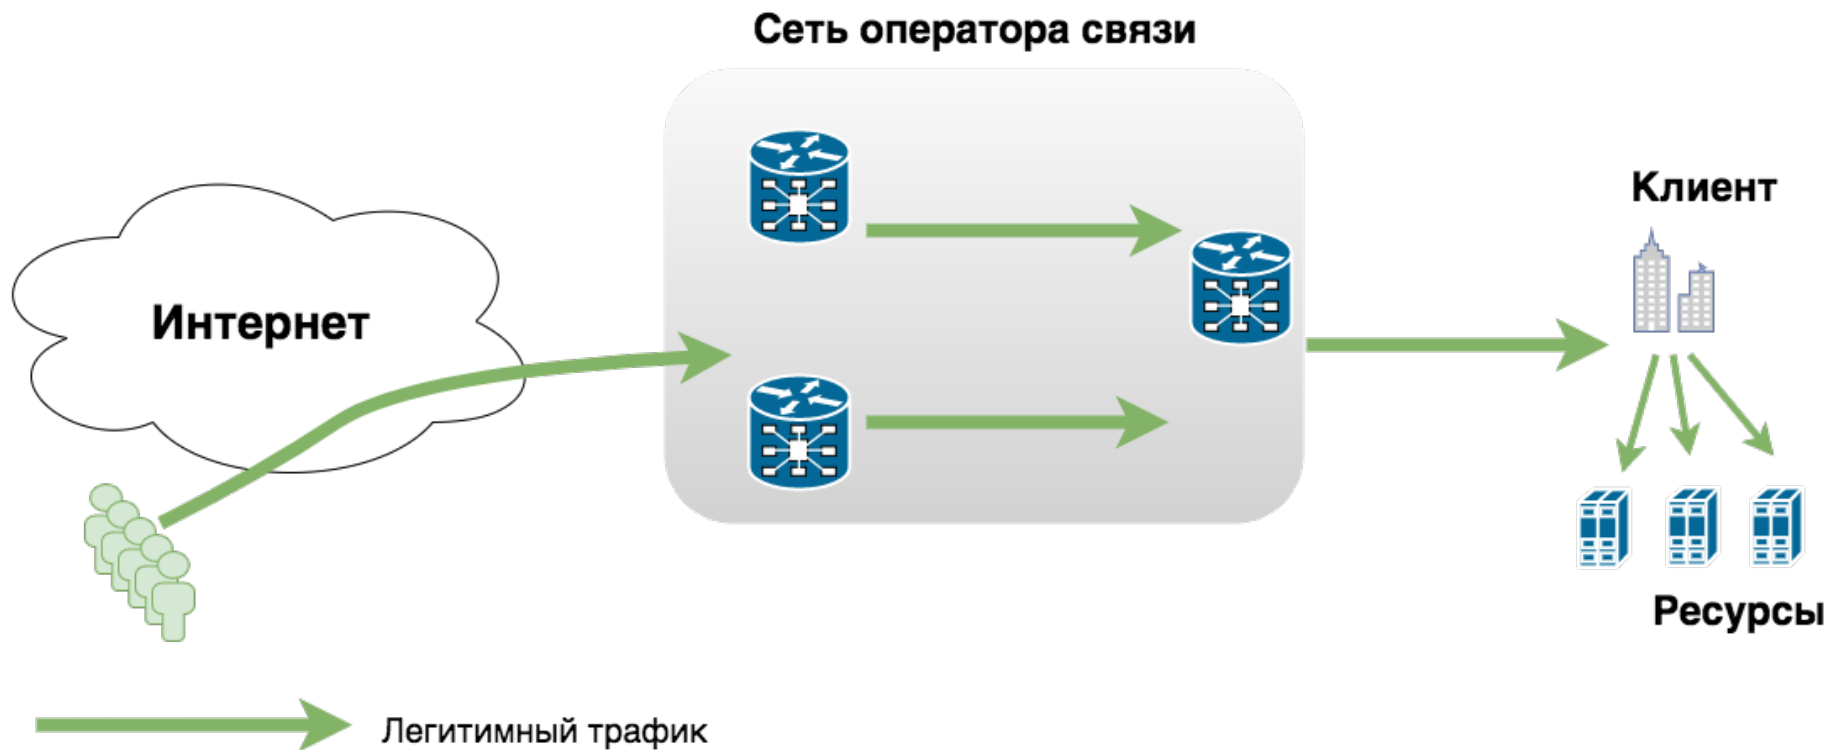 Сеть оператора связи
Клиент
Интернет
Ресурсы
Легитимный трафик